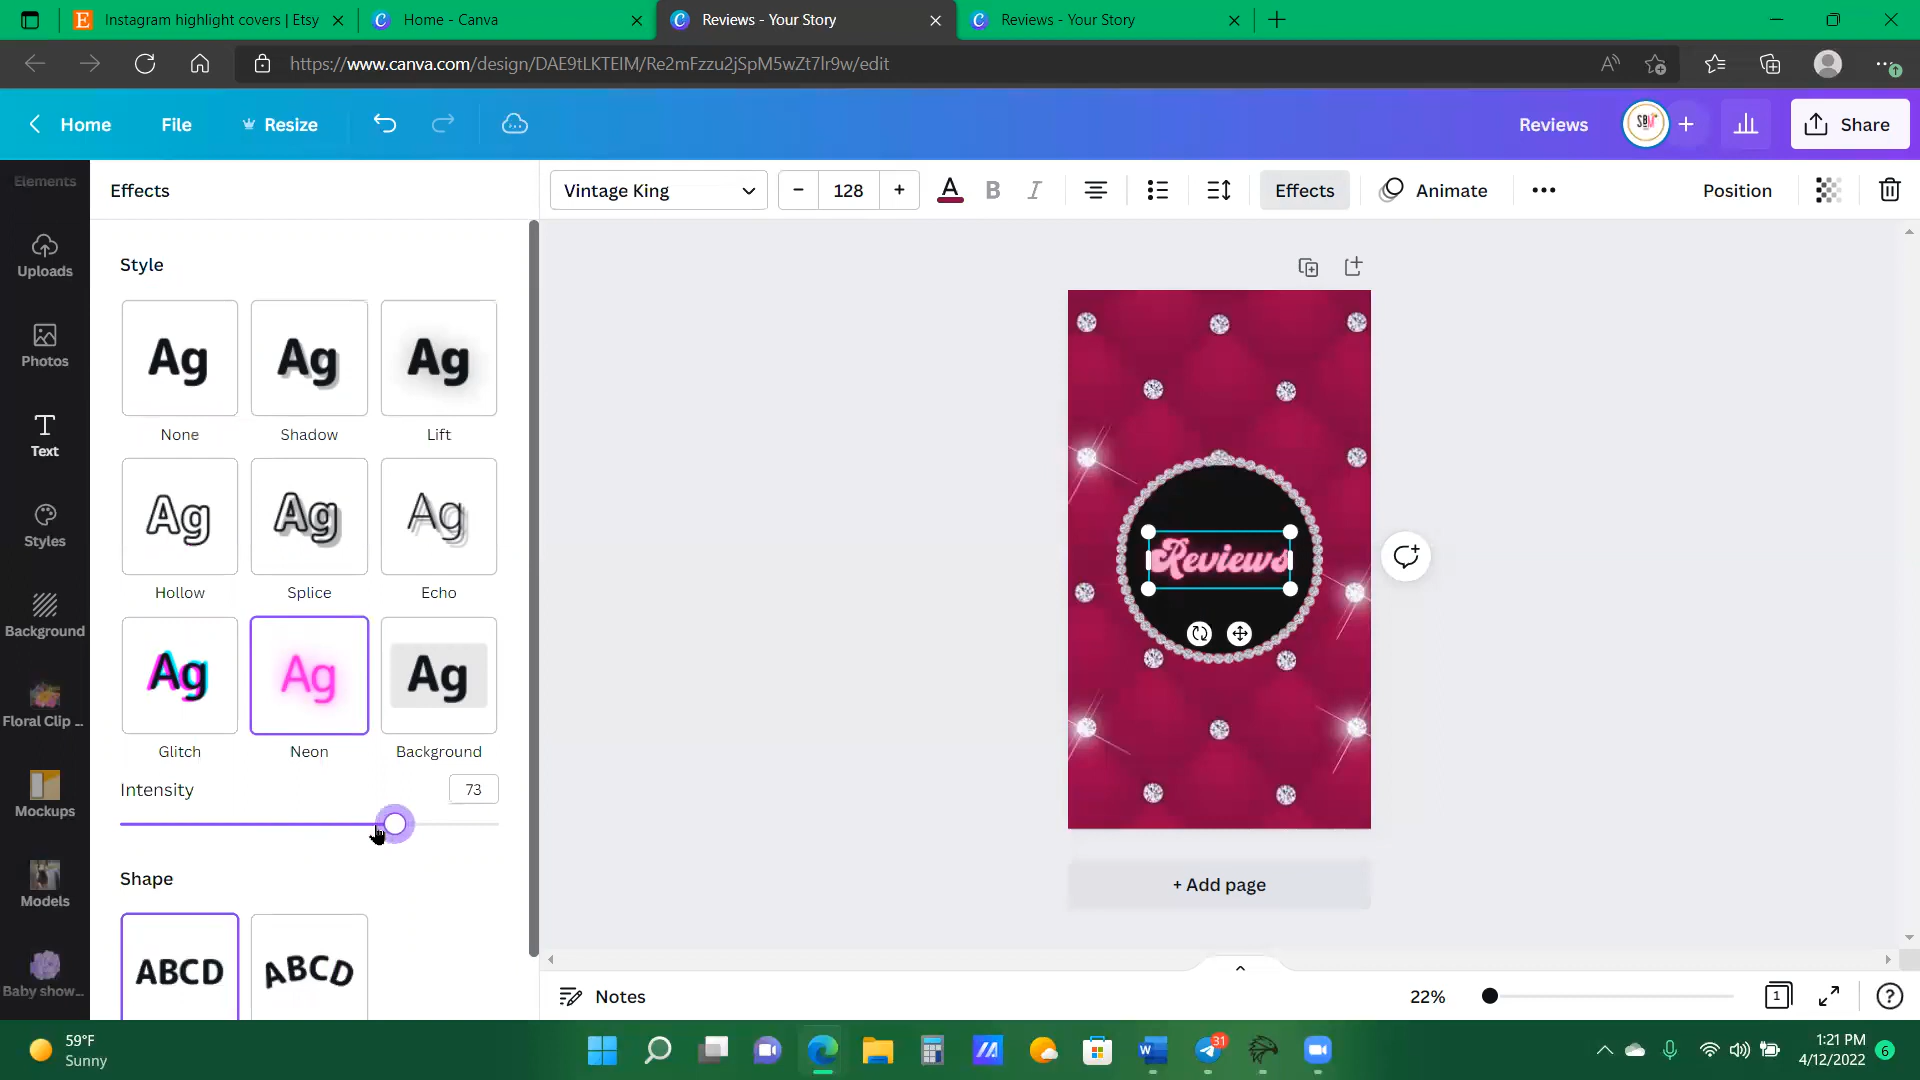 Instagram highlight covers | Etsy
Home - Canva
Reviews - Your Story
Reviews - Your Story
https://www.canva.com/design/DAE9tLKTEIM/Re2mFzzu2jSpM5wZt7lr9w/edit
Home
File
Resize
Reviews
SBM
Share
Elements
Uploads
Photos
Text
Styles
Background
Floral Clip ...
Mockups
Models
Baby show...
Effects
Vintage King
128
A
B
I
Effects
Animate
Position
Style
Ag
Ag
Ag
None
Shadow
Lift
Ag
Ag
Ag
Hollow
Splice
Echo
Ag
Ag
Ag
Glitch
Neon
Background
Intensity
73
Shape
ABCD
ABCD
Reviews
+ Add page
Notes
22%
1
59°F
Sunny
31
1:21 PM
4/12/2022
6